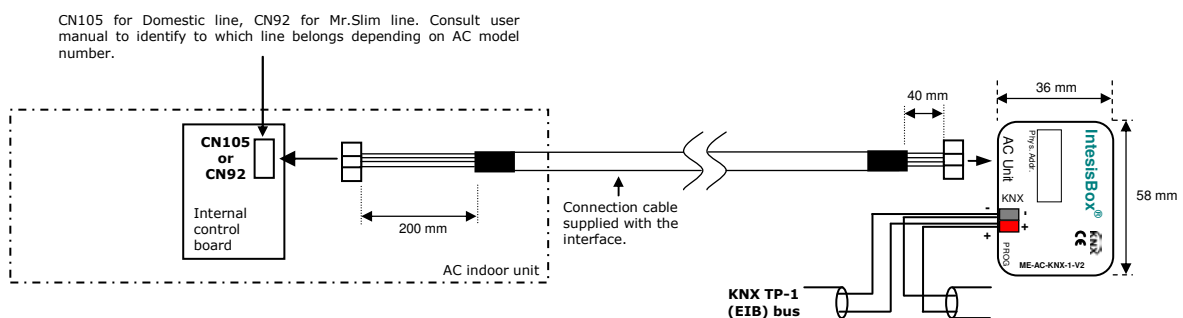 CN105 for Domestic line, CN92 for Mr.Slim line. Consult user
manual to identify to which line belongs depending on AC model
number.
CN105
or
CN92
Internal
control
board
200 mm
AC indoor unit
Connection cable
supplied with the
interface.
40 mm
36 mm
58 mm
IntesisBox®
Phys. Addr.
AC Unit
KNX
-
-
+
+
PROG
KNX
CE
ME-AC-KNX-1-V2
KNX TP-1
(EIB) bus